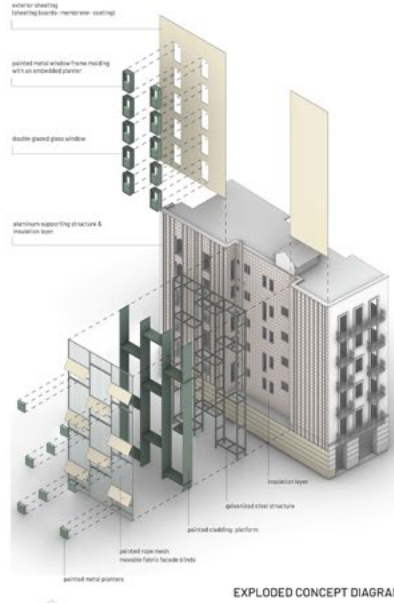 exterior sheeting
(sheeting boards- membrane- coating)
painted metal window frame molding
with an embedded planter
double glazed glass window
aluminum supporting structure &
insulation layer
insulation layer
galvanized steel structure
painted cladding- platform
painted rope mesh
movable fabric facade blinds
painted metal planters
EXPLODED CONCEPT DIAGRA